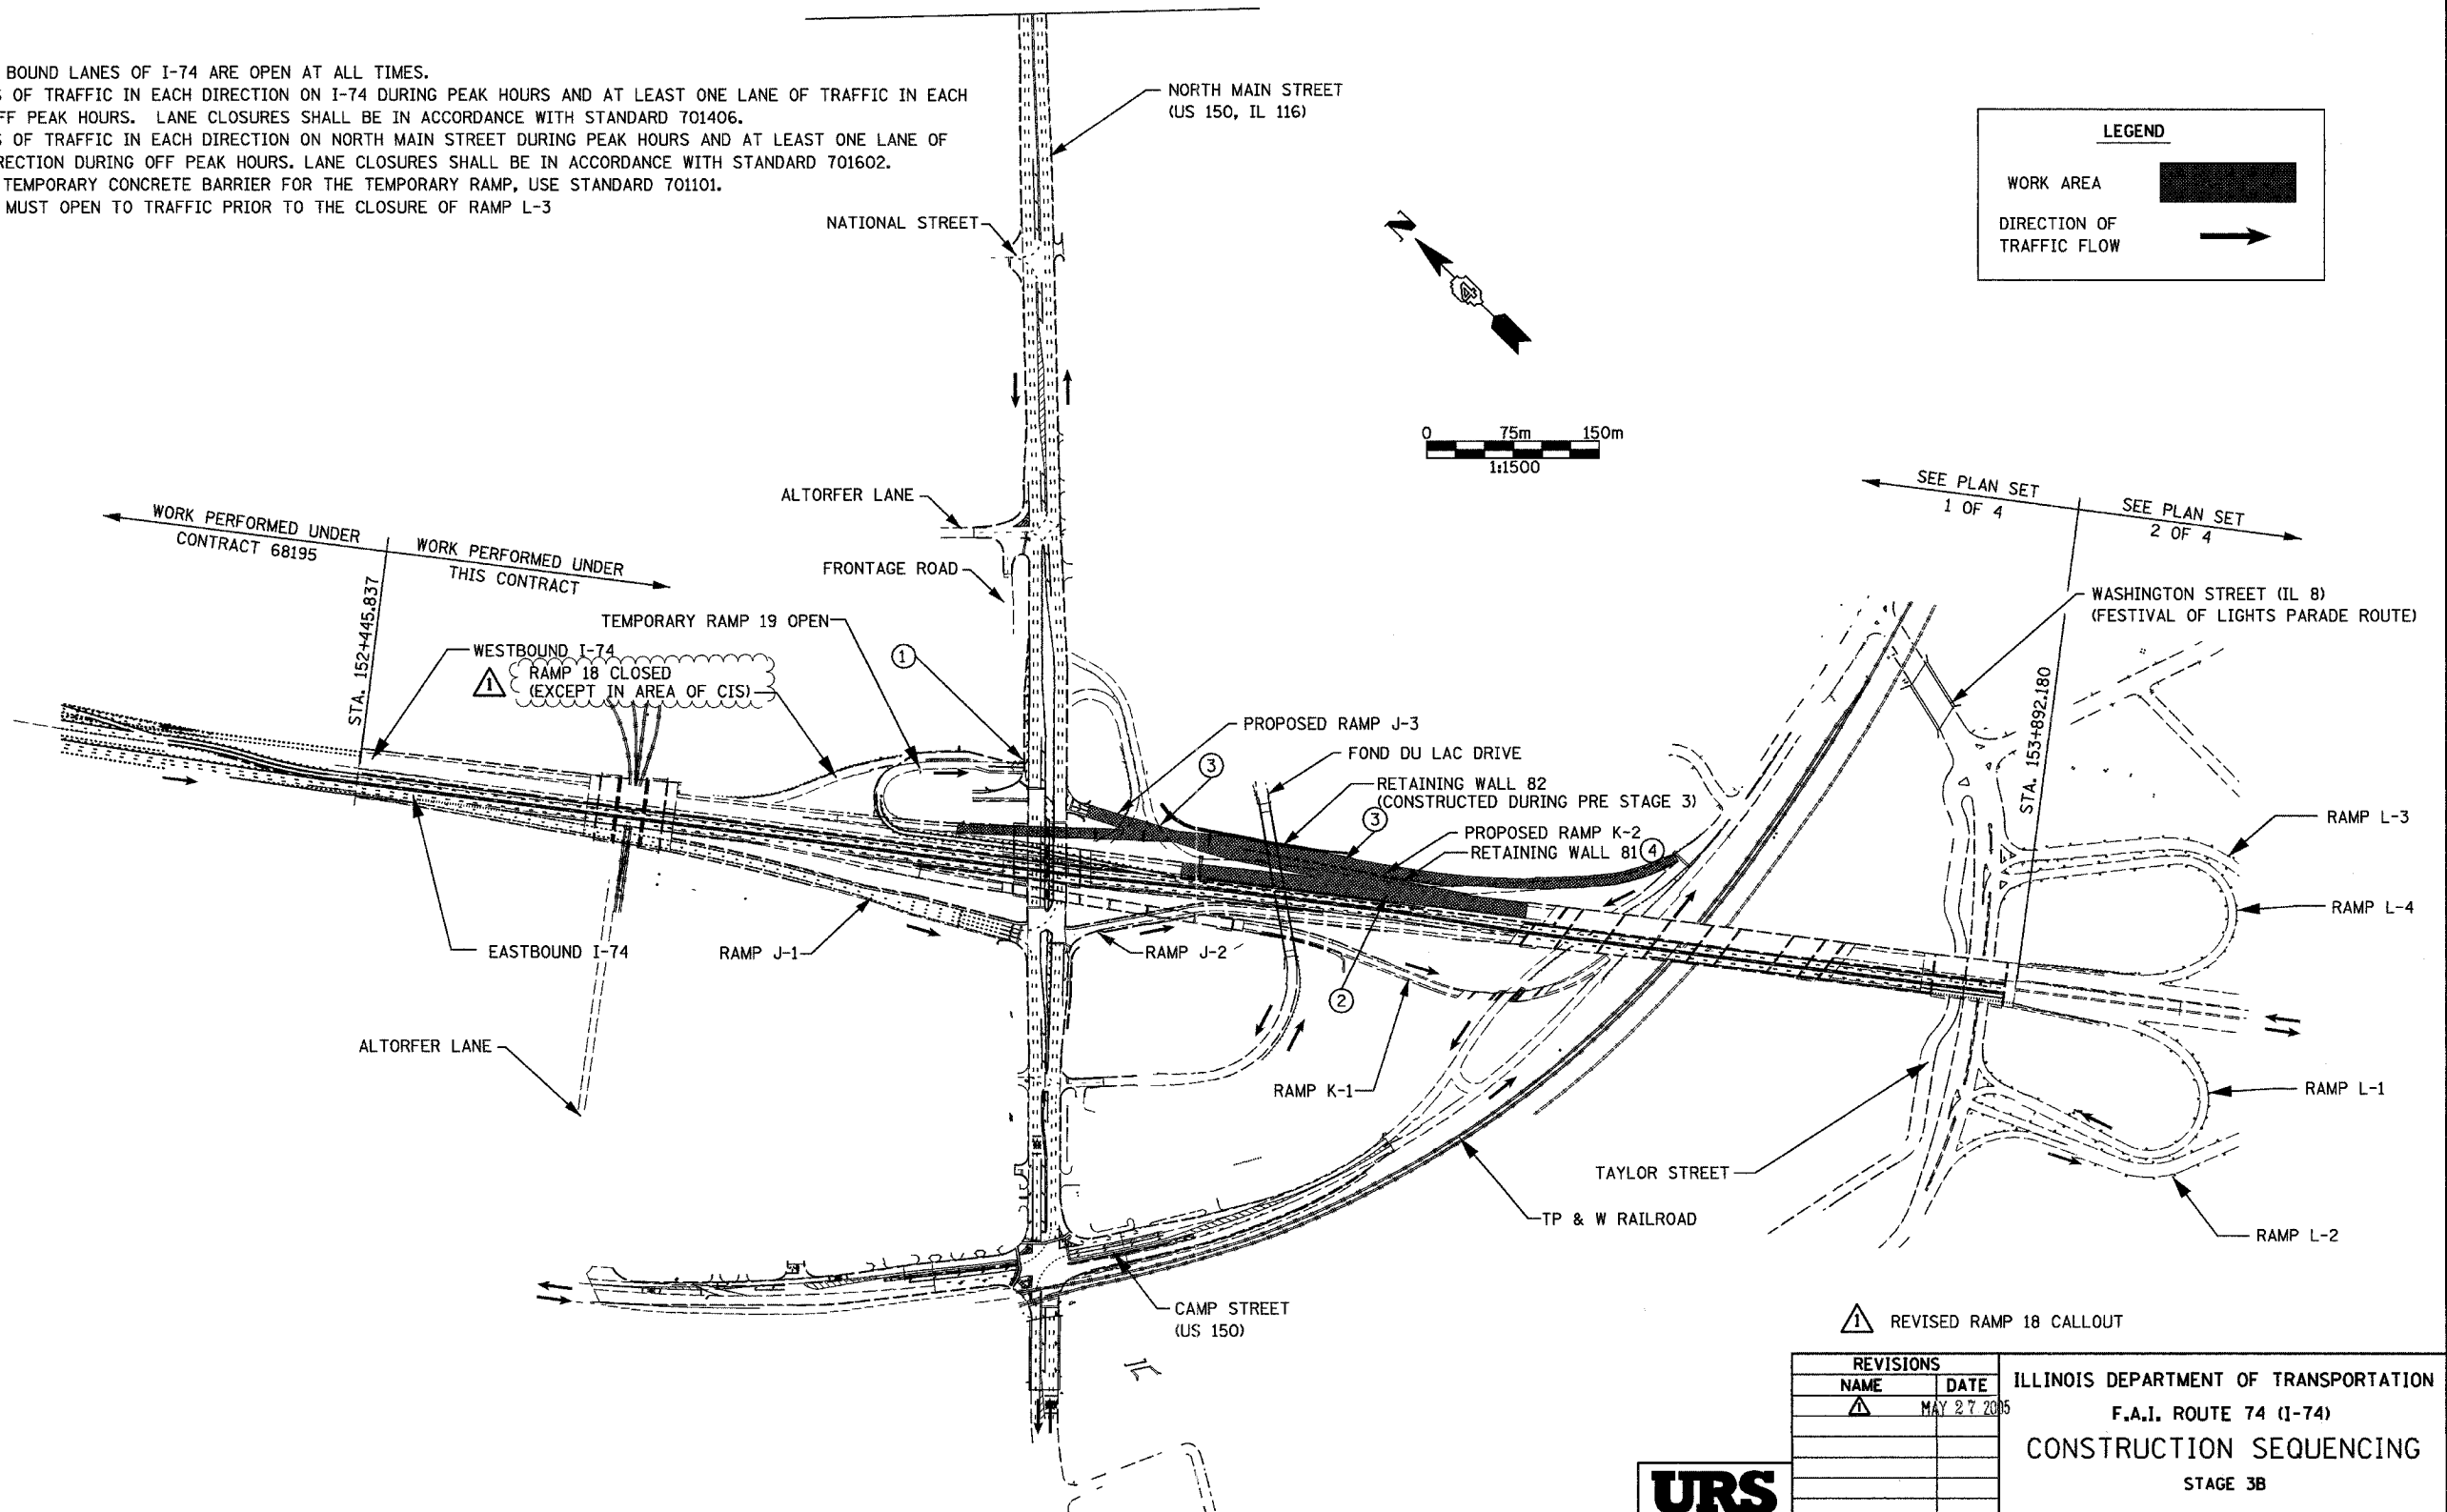 BOUND LANES OF I-74 ARE OPEN AT ALL TIMES.
OF TRAFFIC IN EACH DIRECTION ON I-74 DURING PEAK HOURS AND AT LEAST ONE LANE OF TRAFFIC IN EACH
FF PEAK HOURS. LANE CLOSURES SHALL BE IN ACCORDANCE WITH STANDARD 701406.
OF TRAFFIC IN EACH DIRECTION ON NORTH MAIN STREET DURING PEAK HOURS AND AT LEAST ONE LANE OF
RECTION DURING OFF PEAK HOURS. LANE CLOSURES SHALL BE IN ACCORDANCE WITH STANDARD 701602.
TEMPORARY CONCRETE BARRIER FOR THE TEMPORARY RAMP, USE STANDARD 701101.
MUST OPEN TO TRAFFIC PRIOR TO THE CLOSURE OF RAMP L-3
NORTH MAIN STREET
(US 150, IL 116)
LEGEND
WORK AREA
DIRECTION OF
TRAFFIC FLOW
NATIONAL STREET
N
0 75m 150m
1:1500
ALTORFER LANE
FRONTAGE ROAD
WORK PERFORMED UNDER
CONTRACT 68195
WORK PERFORMED UNDER
THIS CONTRACT
STA. 152+445.837
SEE PLAN SET
1 OF 4
SEE PLAN SET
2 OF 4
STA. 153+892.180
WASHINGTON STREET (IL 8)
(FESTIVAL OF LIGHTS PARADE ROUTE)
TEMPORARY RAMP 19 OPEN
WESTBOUND I-74
1
RAMP 18 CLOSED
(EXCEPT IN AREA OF CIS)
1
PROPOSED RAMP J-3
3
FOND DU LAC DRIVE
RETAINING WALL 82
(CONSTRUCTED DURING PRE STAGE 3)
3
PROPOSED RAMP K-2
RETAINING WALL 81 4
RAMP L-3
RAMP L-4
EASTBOUND I-74
RAMP J-1
RAMP J-2
2
RAMP K-1
ALTORFER LANE
RAMP L-1
TAYLOR STREET
TP & W RAILROAD
RAMP L-2
CAMP STREET
(US 150)
1 REVISED RAMP 18 CALLOUT
REVISIONS
NAME DATE
1 MAY 27 2005
ILLINOIS DEPARTMENT OF TRANSPORTATION
F.A.I. ROUTE 74 (I-74)
CONSTRUCTION SEQUENCING
STAGE 3B
URS